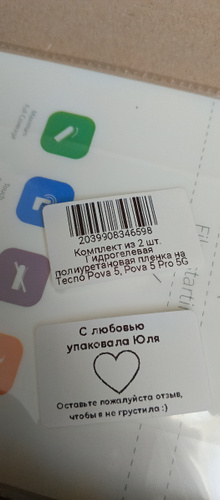 2039908346598
Комплект из 2 шт.
1 гидрогелевая
полиуретановая пленка на
Tecno Pova 5, Pova 5 Pro 5G
С любовью
упаковала Юля
Оставьте пожалуйста отзыв,
чтобы я не грустила :)